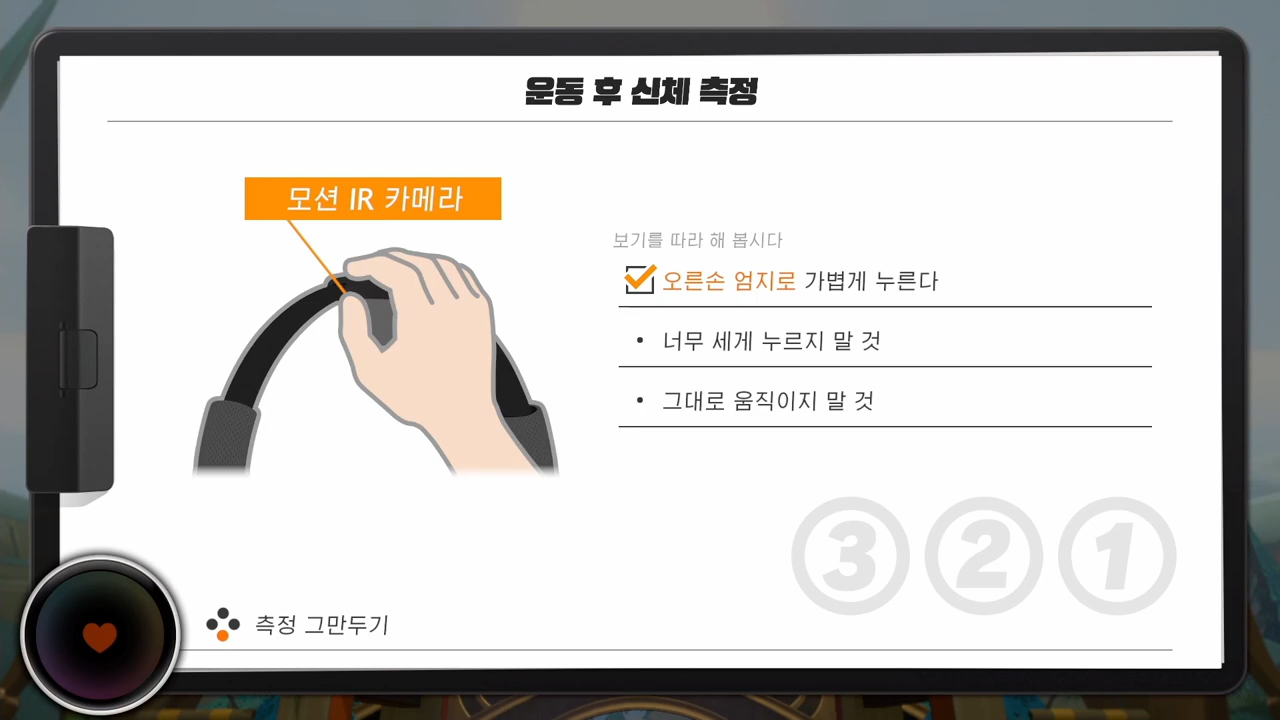 운동 후 신체 측정
모션 IR 카메라
보기를 따라 해 봅시다
오른손 엄지로 가볍게 누른다
• 너무 세게 누르지 말 것
• 그대로 움직이지 말 것
3 2 1
측정 그만두기